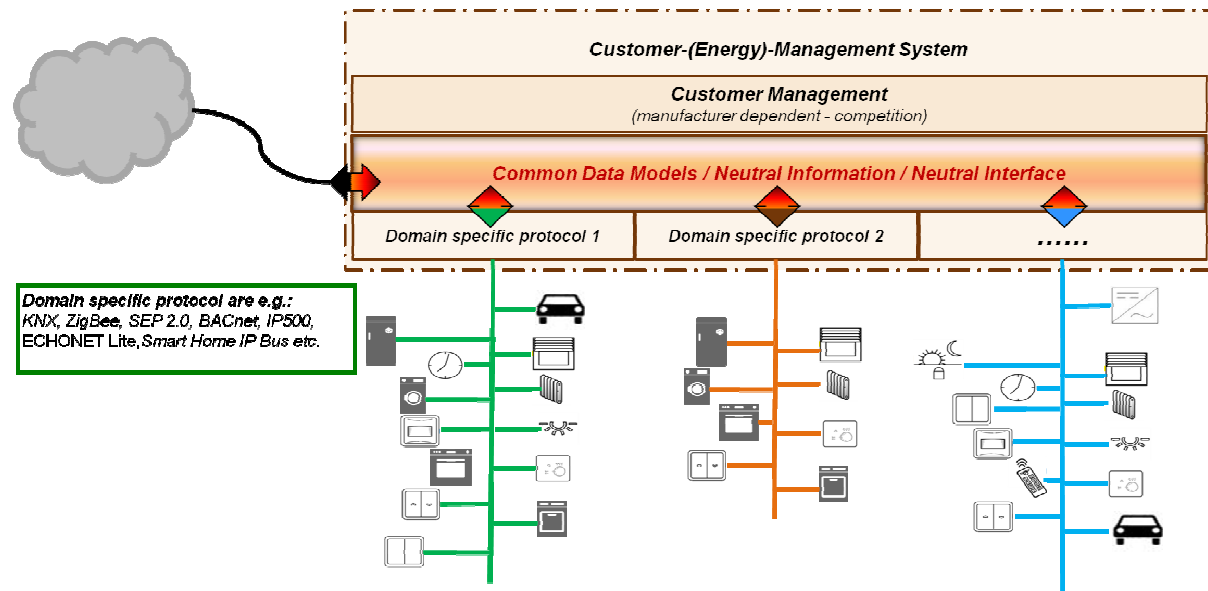 Customer-(Energy)-Management System
Customer Management
(manufacturer dependent - competition)
Common Data Models / Neutral Information / Neutral Interface
Domain specific protocol 1
Domain specific protocol 2
......
Domain specific protocol are e.g.:
KNX, ZigBee, SEP 2.0, BACnet, IP500,
ECHONET Lite,Smart Home IP Bus etc.